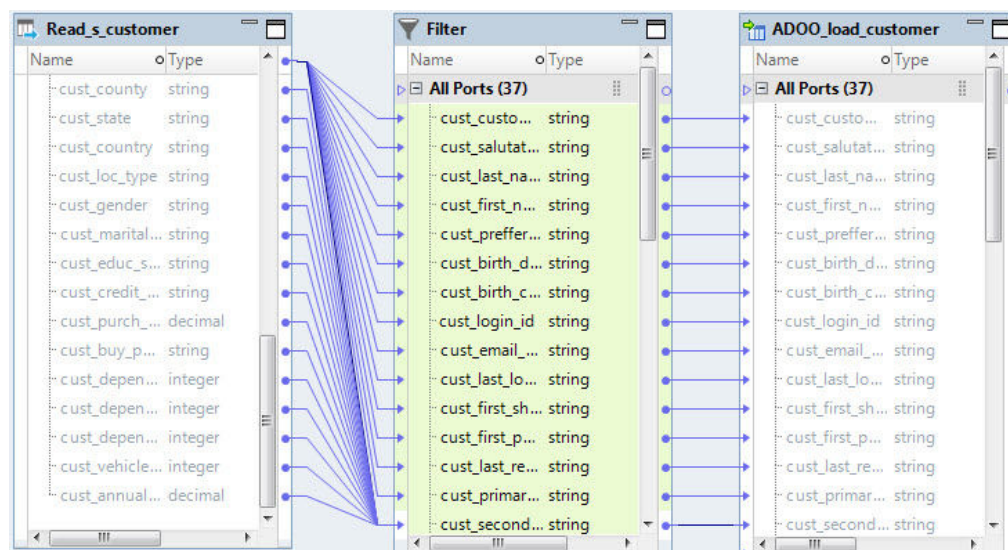 Read_s_customer
Name Type
cust_county string
cust_state string
cust_country string
cust_loc_type string
cust_gender string
cust_marital... string
cust_educ_s... string
cust_credit_... string
cust_purch_... decimal
cust_buy_p... string
cust_depen... integer
cust_depen... integer
cust_depen... integer
cust_vehicle... integer
cust_annual... decimal
Filter
Name Type
All Ports (37)
cust_custo... string
cust_salutat... string
cust_last_na... string
cust_first_n... string
cust_preffer... string
cust_birth_d... string
cust_birth_c... string
cust_login_id string
cust_email_... string
cust_last_lo... string
cust_first_sh... string
cust_first_p... string
cust_last_re... string
cust_primar... string
cust_second... string
ADOO_load_customer
Name Type
All Ports (37)
cust_custo... string
cust_salutat... string
cust_last_na... string
cust_first_n... string
cust_preffer... string
cust_birth_d... string
cust_birth_c... string
cust_login_id string
cust_email_... string
cust_last_lo... string
cust_first_sh... string
cust_first_p... string
cust_last_re... string
cust_primar... string
cust_second... string